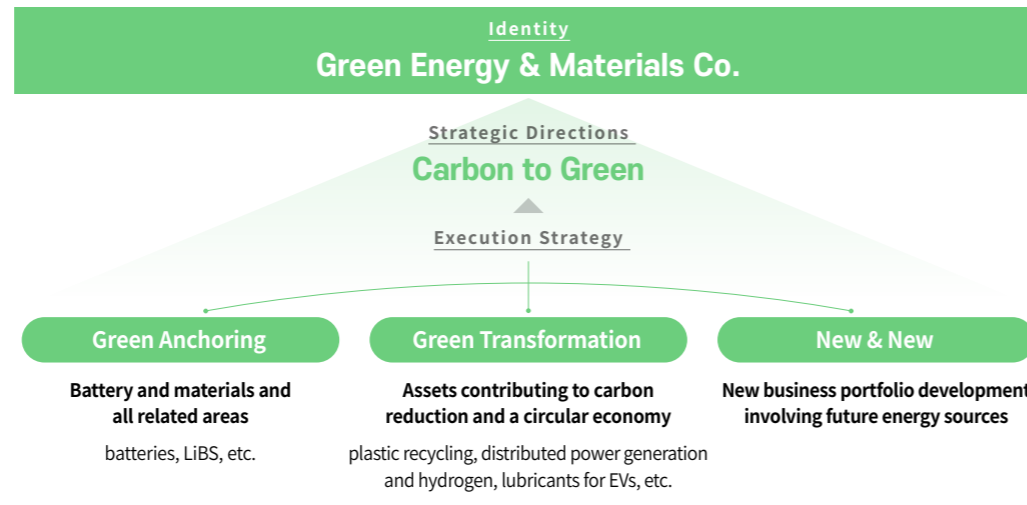 Identity
Green Energy & Materials Co.
Strategic Directions
Carbon to Green
Execution Strategy
Green Anchoring
Battery and materials and
all related areas
batteries, LiBS, etc.
Green Transformation
Assets contributing to carbon
reduction and a circular economy
plastic recycling, distributed power generation
and hydrogen, lubricants for EVs, etc.
New & New
New business portfolio development
involving future energy sources